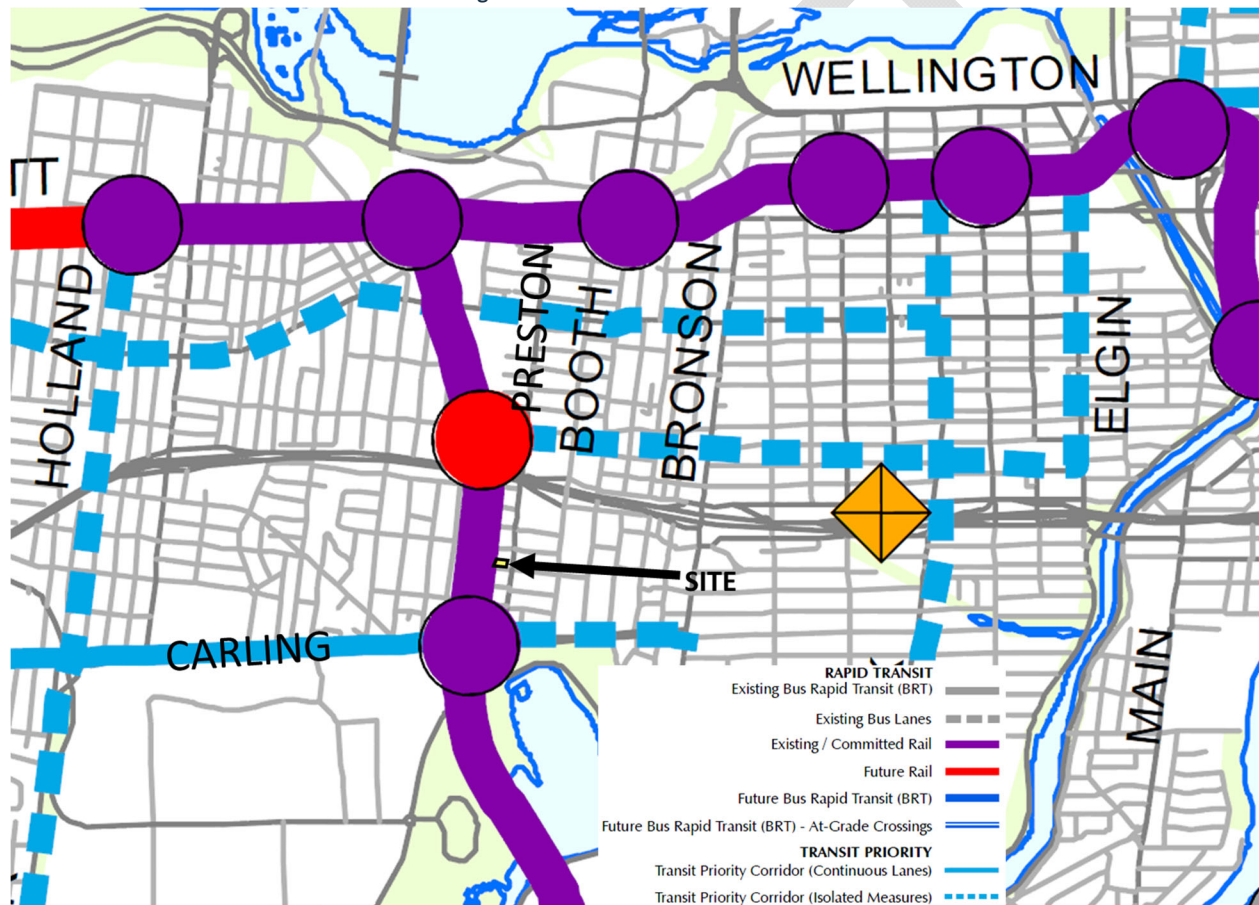 WELLINGTON
TT
HOLLAND
PRESTON
BOOTH
BRONSON
ELGIN
SITE
CARLING
MAIN
RAPID TRANSIT
Existing Bus Rapid Transit (BRT)
Existing Bus Lanes
Existing / Committed Rail
Future Rail
Future Bus Rapid Transit (BRT)
Future Bus Rapid Transit (BRT) - At-Grade Crossings
TRANSIT PRIORITY
Transit Priority Corridor (Continuous Lanes)
Transit Priority Corridor (Isolated Measures)